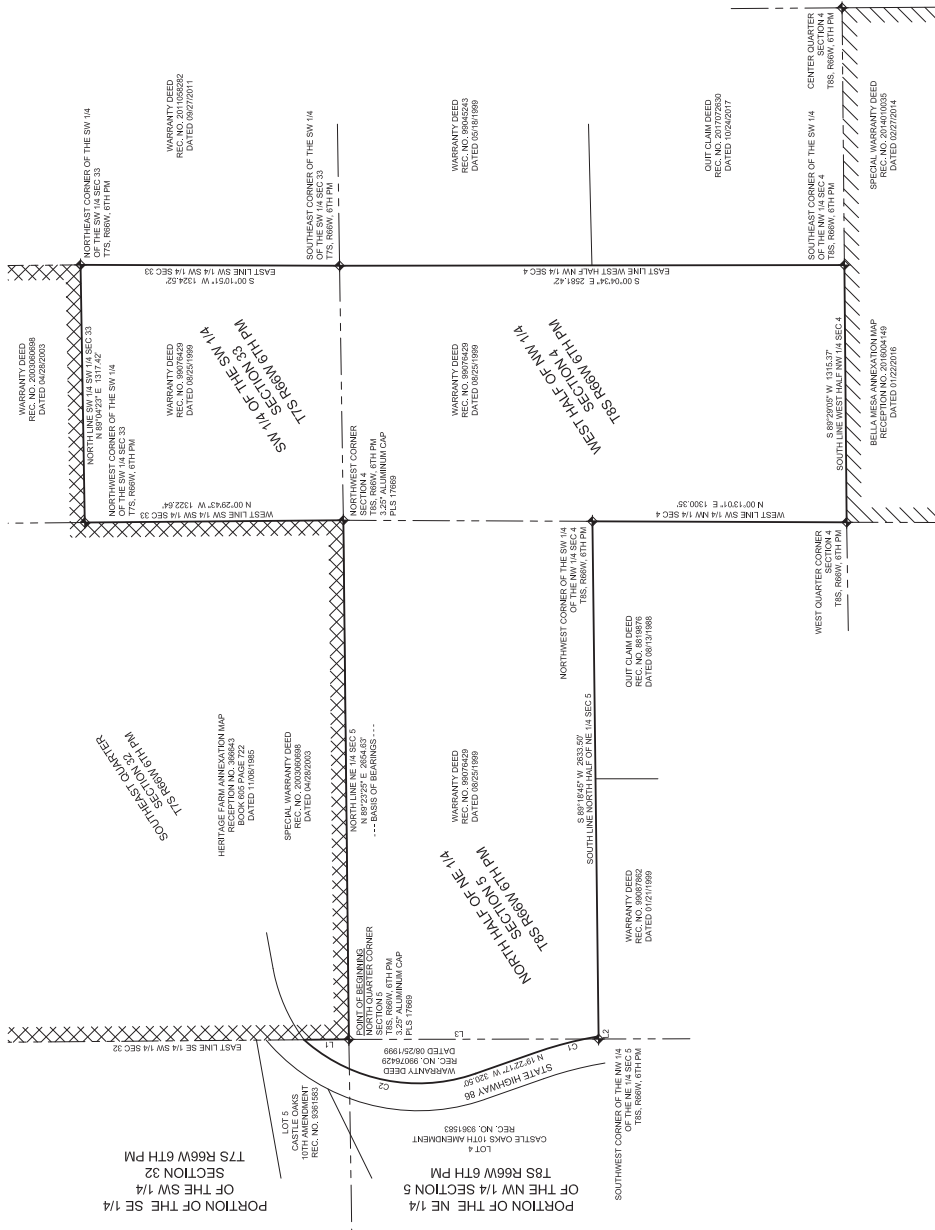 WARRANTY DEED
REC. NO. 2003060698
DATED 04/28/2003
NORTHEAST CORNER OF THE SW 1/4
OF THE SW 1/4 SEC 33
T7S, R66W, 6TH PM
WARRANTY DEED
REC. NO. 2011058282
DATED 09/27/2011
NORTH LINE SW 1/4 SW 1/4 SEC 33
N 89°04'23" E 1317.42'
NORTHWEST CORNER OF THE SW 1/4
OF THE SW 1/4 SEC 33
T7S, R66W, 6TH PM
WARRANTY DEED
REC. NO. 99076429
DATED 08/25/1999
EAST LINE SW 1/4 SW 1/4 SEC 33
S 00°10'51" W 1324.52'
SW 1/4 OF THE SW 1/4
SECTION 33
T7S R66W 6TH PM
SOUTHEAST CORNER OF THE SW 1/4
OF THE SW 1/4 SEC 33
T7S, R66W, 6TH PM
WEST LINE SW 1/4 SW 1/4 SEC 33
N 00°29'43" W 1322.64'
NORTHWEST CORNER
SECTION 4
T8S, R66W, 6TH PM
3.25" ALUMINUM CAP
PLS 17669
WARRANTY DEED
REC. NO. 99076429
DATED 08/25/1999
WARRANTY DEED
REC. NO. 99045243
DATED 05/18/1999
EAST LINE WEST HALF NW 1/4 SEC 4
S 00°04'34" E 2581.42'
WEST HALF OF NW 1/4
SECTION 4
T8S R66W 6TH PM
QUIT CLAIM DEED
REC. NO. 2017072630
DATED 10/24/2017
SOUTHEAST CORNER OF THE SW 1/4
OF THE NW 1/4 SEC 4
T8S, R66W, 6TH PM
CENTER QUARTER
SECTION 4
T8S, R66W, 6TH PM
SPECIAL WARRANTY DEED
REC. NO. 2014010035
DATED 02/27/2014
S 89°29'05" W 1315.37'
SOUTH LINE WEST HALF NW 1/4 SEC 4
BELLA MESA ANNEXATION MAP
RECEPTION NO. 2016004149
DATED 01/22/2016
WEST LINE SW 1/4 NW 1/4 SEC 4
N 00°13'01" E 1300.35'
WEST QUARTER CORNER
SECTION 4
T8S, R66W, 6TH PM
NORTHWEST CORNER OF THE SW 1/4
OF THE NW 1/4 SEC 4
T8S, R66W, 6TH PM
SOUTHEAST QUARTER
SECTION 32
T7S R66W 6TH PM
HERITAGE FARM ANNEXATION MAP
RECEPTION NO. 366643
BOOK 605 PAGE 722
DATED 11/06/1985
SPECIAL WARRANTY DEED
REC. NO. 2003060698
DATED 04/28/2003
NORTH LINE NE 1/4 SEC 5
N 89°23'25" E 2654.63'
--- BASIS OF BEARINGS ---
WARRANTY DEED
REC. NO. 99076429
DATED 08/25/1999
NORTH HALF OF NE 1/4
SECTION 5
T8S R66W 6TH PM
S 89°18'45" W 2633.50'
SOUTH LINE NORTH HALF OF NE 1/4 SEC 5
QUIT CLAIM DEED
REC. NO. 8819876
DATED 08/13/1988
WARRANTY DEED
REC. NO. 99087862
DATED 01/21/1999
POINT OF BEGINNING
NORTH QUARTER CORNER
SECTION 5
T8S, R66W, 6TH PM
3.25" ALUMINUM CAP
PLS 17669
EAST LINE SE 1/4 SW 1/4 SEC 32
L1
L3
L2
C1
C2
WARRANTY DEED
REC. NO. 99076429
DATED 08/25/1999
N 19°22'17" W 320.50'
STATE HIGHWAY 86
SOUTHWEST CORNER OF THE NW 1/4
OF THE NE 1/4 SEC 5
T8S, R66W, 6TH PM
LOT 5
CASTLE OAKS
10TH AMENDMENT
REC. NO. 9361583
LOT 4
CASTLE OAKS 10TH AMENDMENT
REC. NO. 9361583
PORTION OF THE SE 1/4
OF THE SW 1/4
SECTION 32
T7S R66W 6TH PM
PORTION OF THE NE 1/4
OF THE NW 1/4 SECTION 5
T8S R66W 6TH PM